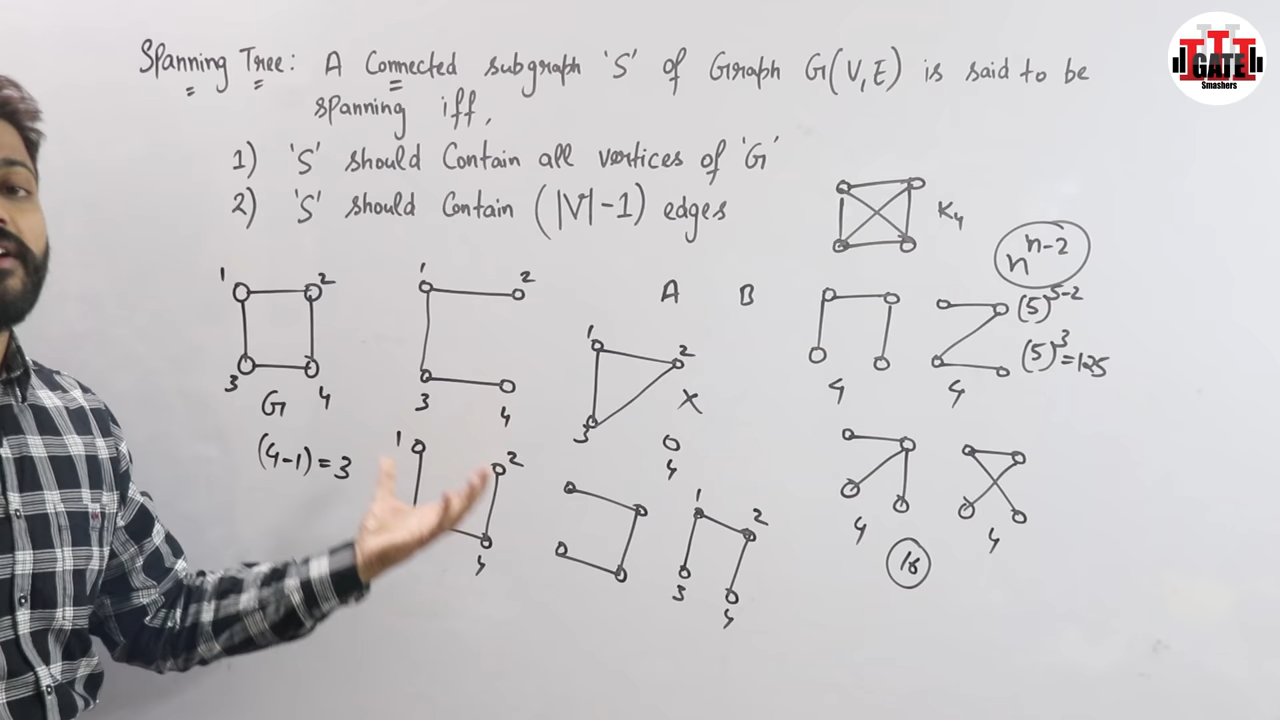 Spanning Tree: A Connected subgraph 'S' of Graph G(V,E) is said to be
spanning iff,
1) 'S' should Contain all vertices of 'G'
2) 'S' should Contain (|V|-1) edges
K4
n^n-2
1 2
3 4
G
(4-1)=3
1 2
3 4
A B
1 2
3
X
4
4 4
(5)^5-2
(5)^3=125
1 2
4
1 2
3 4
4 4
16
IIT
GATE
Smashers